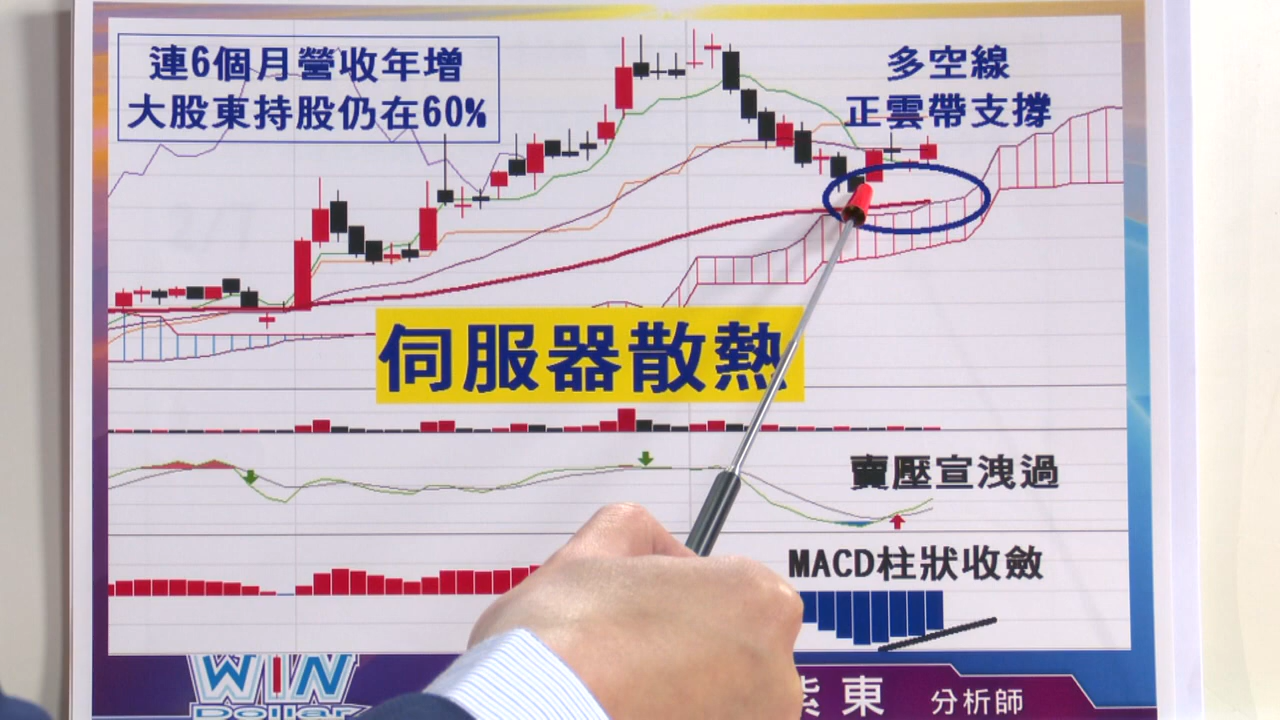 連6個月營收年增
大股東持股仍在60%
多空線
正雲帶支撐
伺服器散熱
賣壓宣洩過
MACD柱狀收斂
WIN
Dollar
紫東 分析師